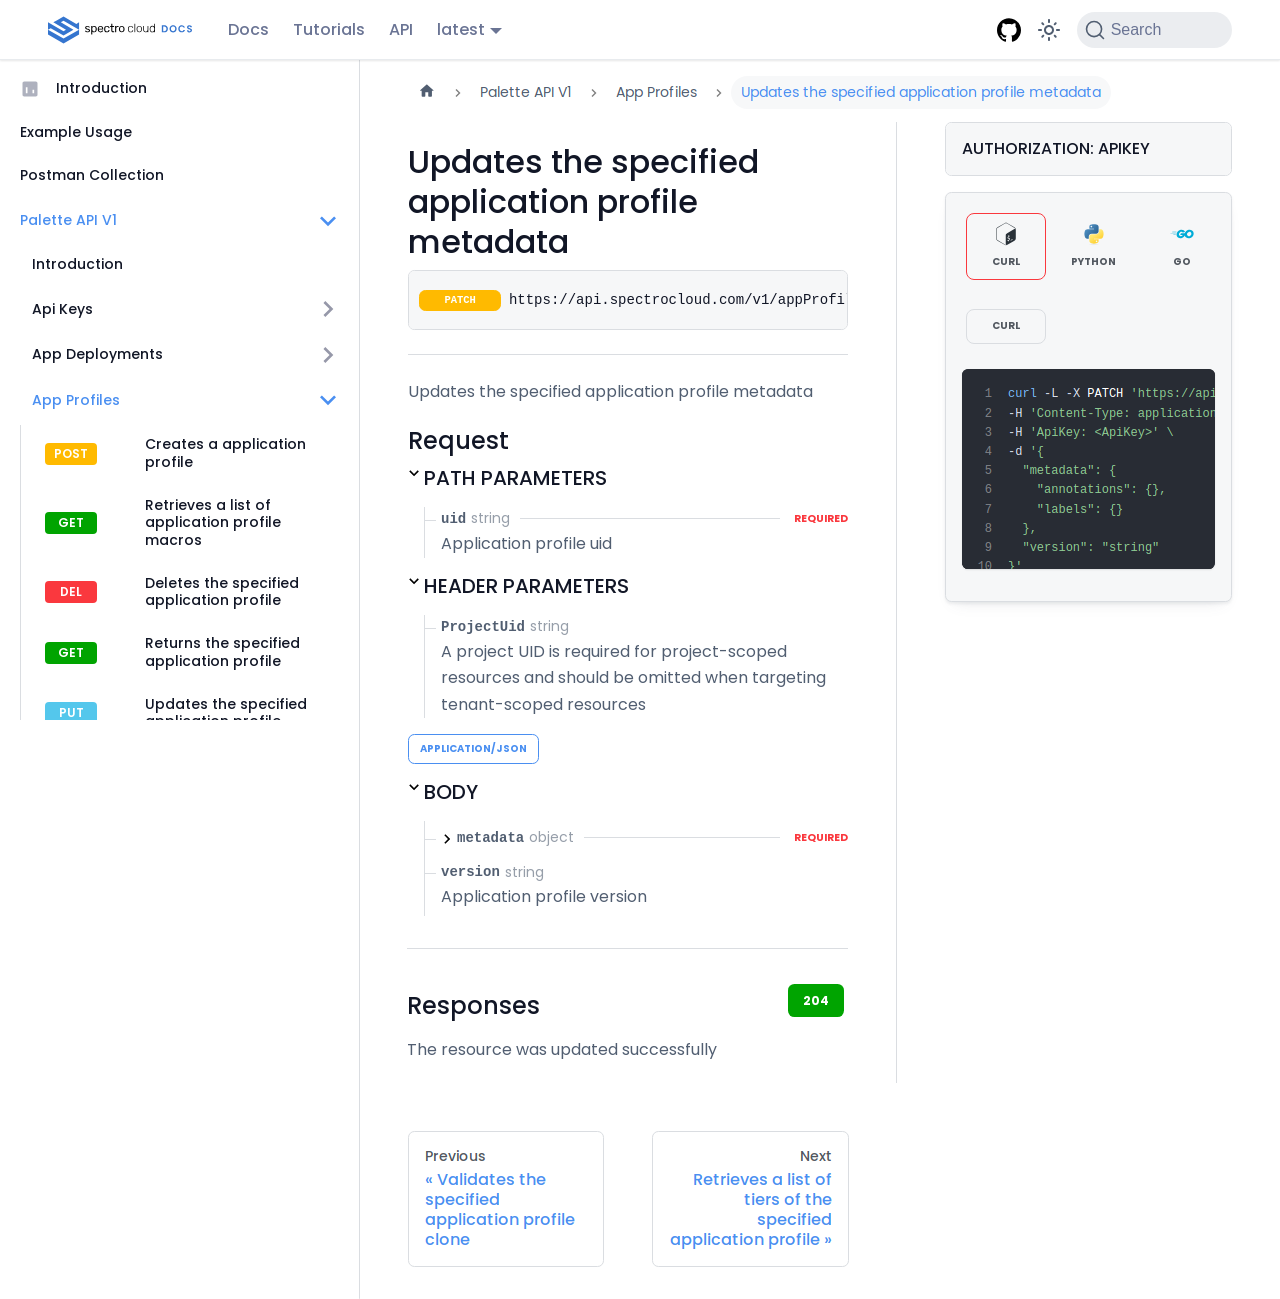 spectro cloud DOCS
Docs
Tutorials
API
latest
Search
Introduction
Example Usage
Postman Collection
Palette API V1
Introduction
Api Keys
App Deployments
App Profiles
POST
Creates a application
profile
GET
Retrieves a list of
application profile
macros
DEL
Deletes the specified
application profile
GET
Returns the specified
application profile
PUT
Updates the specified
application profile
Palette API V1
App Profiles
Updates the specified application profile metadata
Updates the specified
application profile
metadata
PATCH https://api.spectrocloud.com/v1/appProfi
Updates the specified application profile metadata
Request
PATH PARAMETERS
uid string REQUIRED
Application profile uid
HEADER PARAMETERS
ProjectUid string
A project UID is required for project-scoped
resources and should be omitted when targeting
tenant-scoped resources
APPLICATION/JSON
BODY
metadata object REQUIRED
version string
Application profile version
Responses
204
The resource was updated successfully
Previous
« Validates the
specified
application profile
clone
Next
Retrieves a list of
tiers of the
specified
application profile »
AUTHORIZATION: APIKEY
CURL
PYTHON
GO
CURL
1 curl -L -X PATCH 'https://api
2 -H 'Content-Type: application
3 -H 'ApiKey: <ApiKey>' \
4 -d '{
5 "metadata": {
6 "annotations": {},
7 "labels": {}
8 },
9 "version": "string"
10 }'